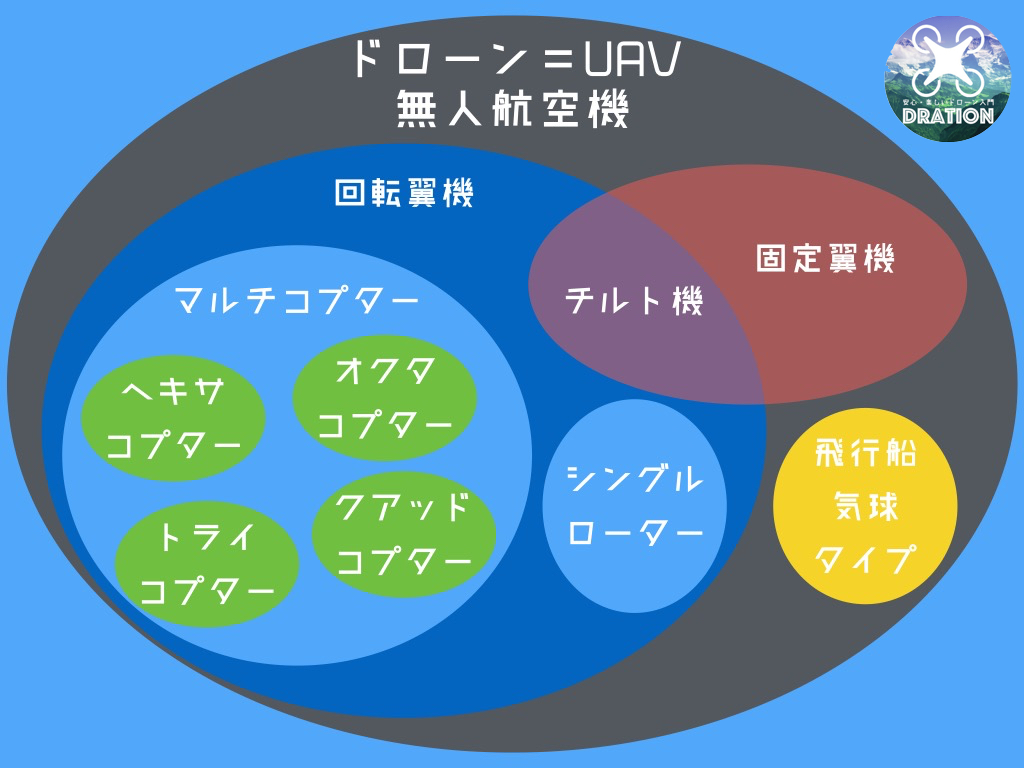 ドローン＝UAV
無人航空機
安心・楽しいドローン入門
DRATION
回転翼機
固定翼機
チルト機
マルチコプター
ヘキサ
コプター
オクタ
コプター
トライ
コプター
クアッド
コプター
シングル
ローター
飛行船
気球
タイプ